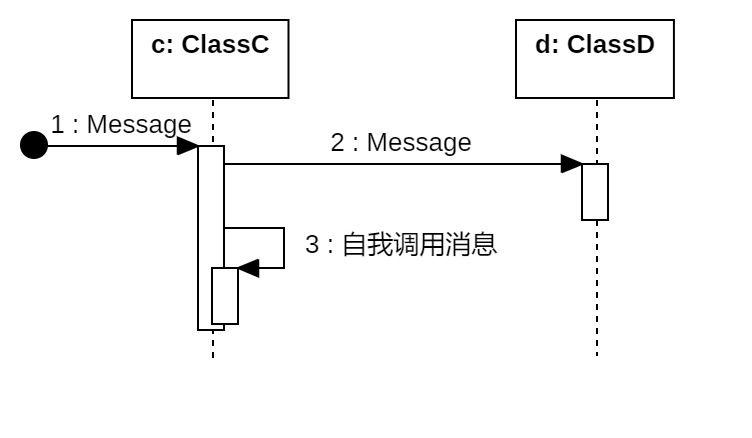 c: ClassC
d: ClassD
1 : Message
2 : Message
3 : 自我调用消息